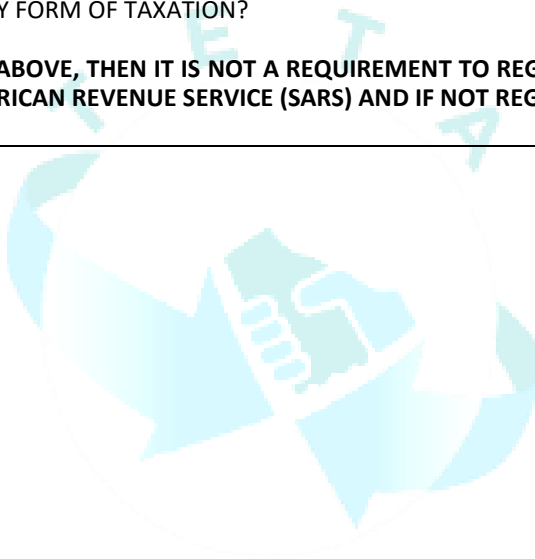 Y FORM OF TAXATION?
ABOVE, THEN IT IS NOT A REQUIREMENT TO REG
RICAN REVENUE SERVICE (SARS) AND IF NOT REG
T E T A